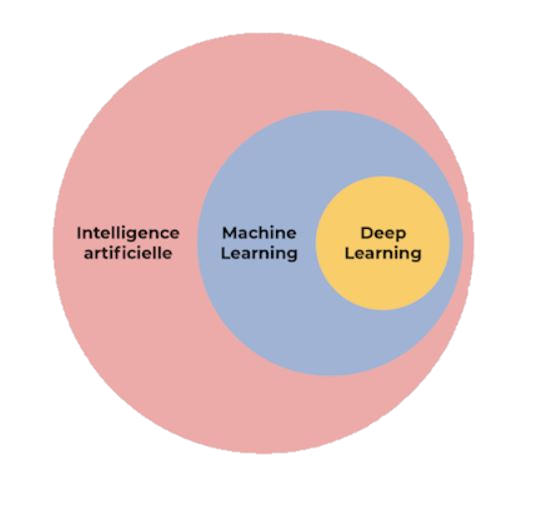 Intelligence
artificielle
Machine
Learning
Deep
Learning